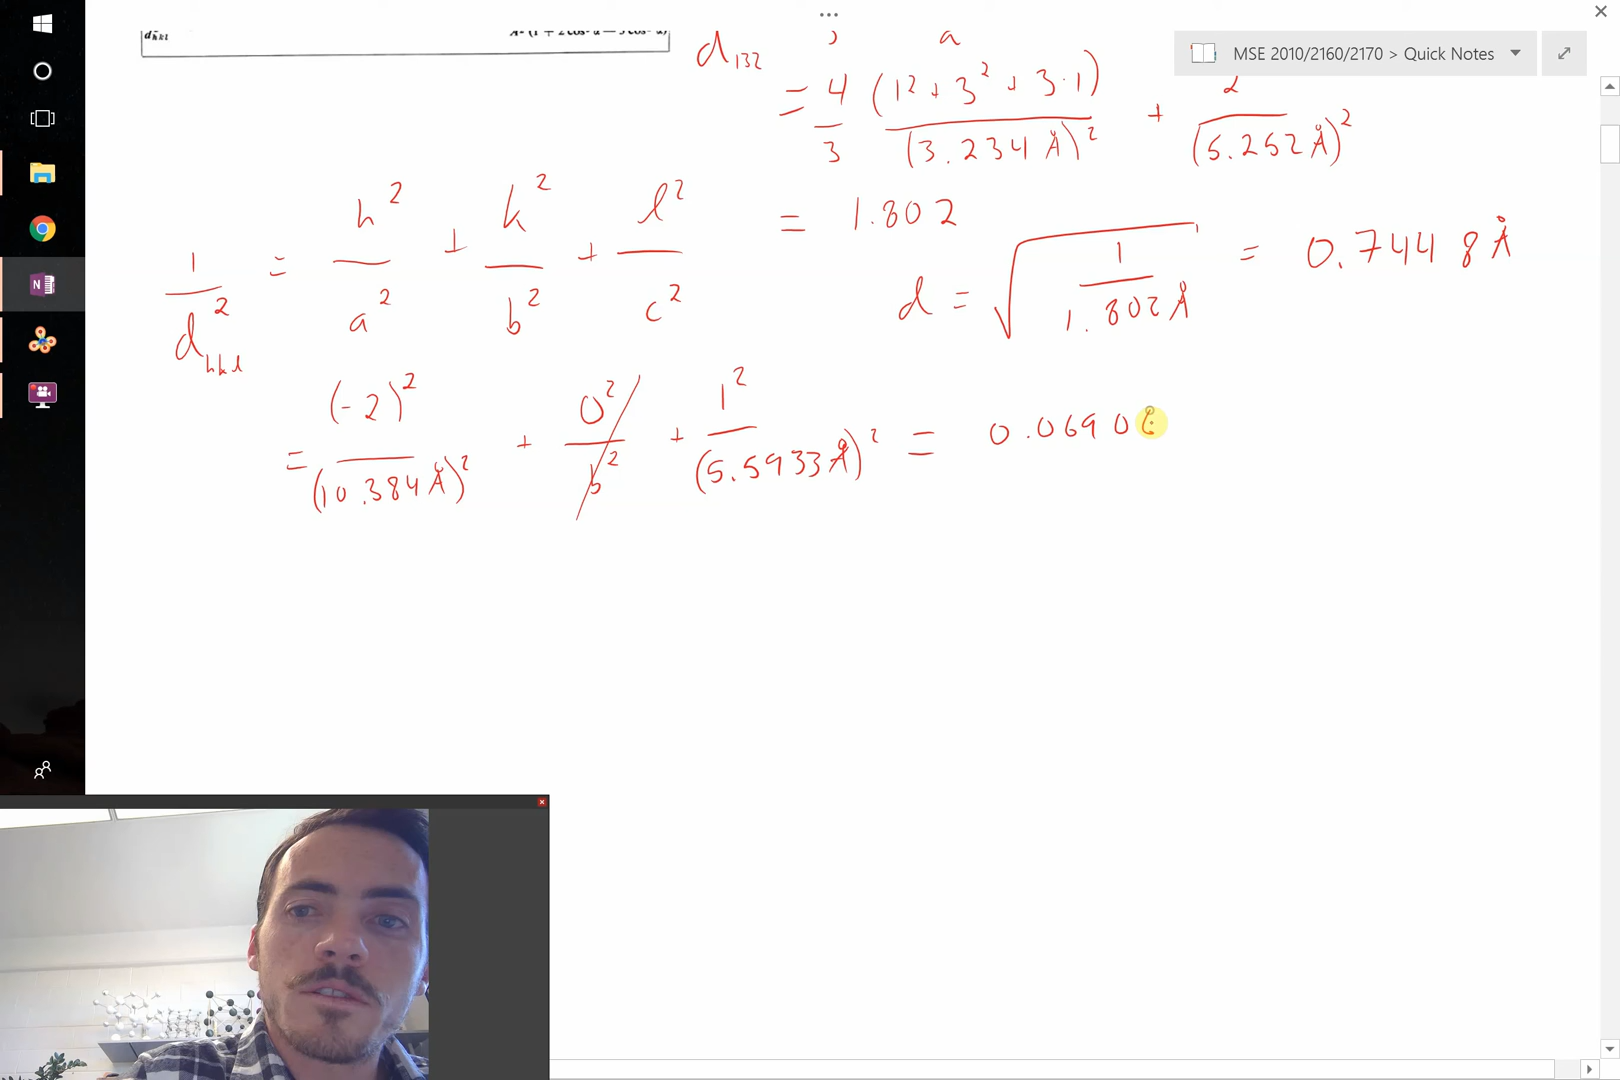 MSE 2010/2160/2170 > Quick Notes
d₁₃₂
a
= 4/3 (1² + 3² + 3·1)/(3.234 Å)² + 2/(5.252 Å)²
= 1.802
d = √(1/1.802 Å) = 0.7448 Å
1/d²hkl = h²/a² + k²/b² + l²/c²
= (-2)²/(10.384 Å)² + 0²/b² + 1²/(5.5933 Å)² = 0.0690